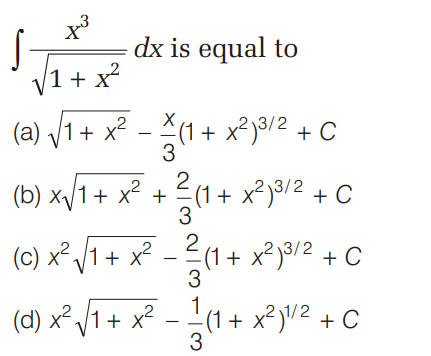 ∫ x³/√(1 + x²) dx is equal to
(a) √(1 + x²) − x/3 (1 + x²)^3/2 + C
(b) x√(1 + x²) + 2/3 (1 + x²)^3/2 + C
(c) x² √(1 + x²) − 2/3 (1 + x²)^3/2 + C
(d) x² √(1 + x²) − 1/3 (1 + x²)^1/2 + C